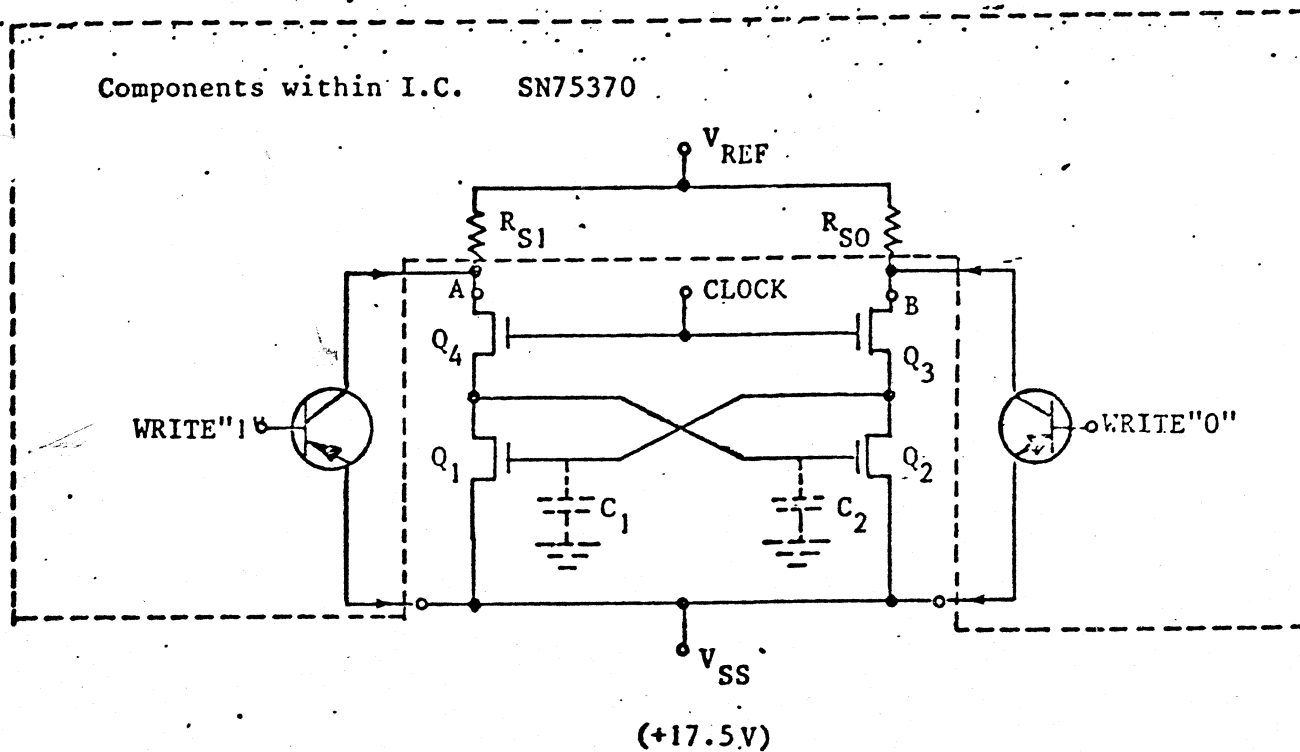 Components within I.C. SN75370
V_REF
R_S1
R_S0
A
CLOCK
B
Q_4
Q_3
WRITE"1
WRITE"0"
Q_1
Q_2
C_1
C_2
V_SS
(+17.5V)